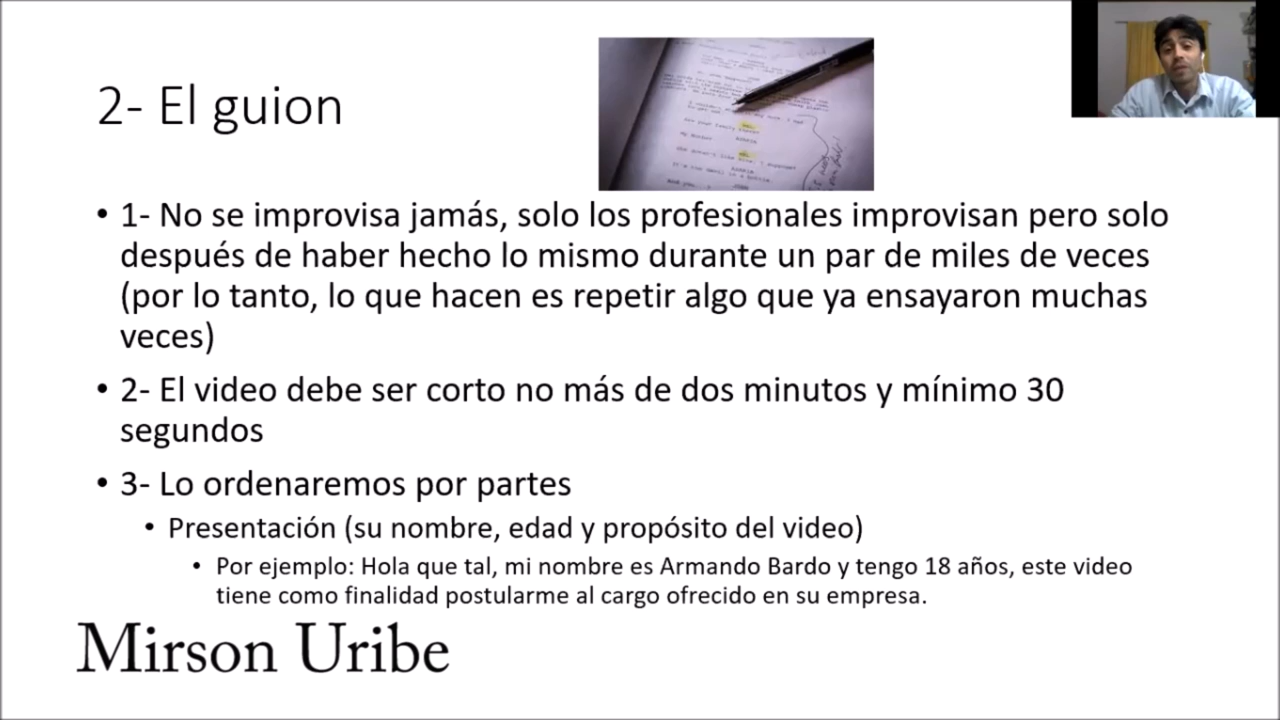 2- El guion
• 1- No se improvisa jamás, solo los profesionales improvisan pero solo
después de haber hecho lo mismo durante un par de miles de veces
(por lo tanto, lo que hacen es repetir algo que ya ensayaron muchas
veces)
• 2- El video debe ser corto no más de dos minutos y mínimo 30
segundos
• 3- Lo ordenaremos por partes
• Presentación (su nombre, edad y propósito del video)
• Por ejemplo: Hola que tal, mi nombre es Armando Bardo y tengo 18 años, este video
tiene como finalidad postularme al cargo ofrecido en su empresa.
Mirson Uribe